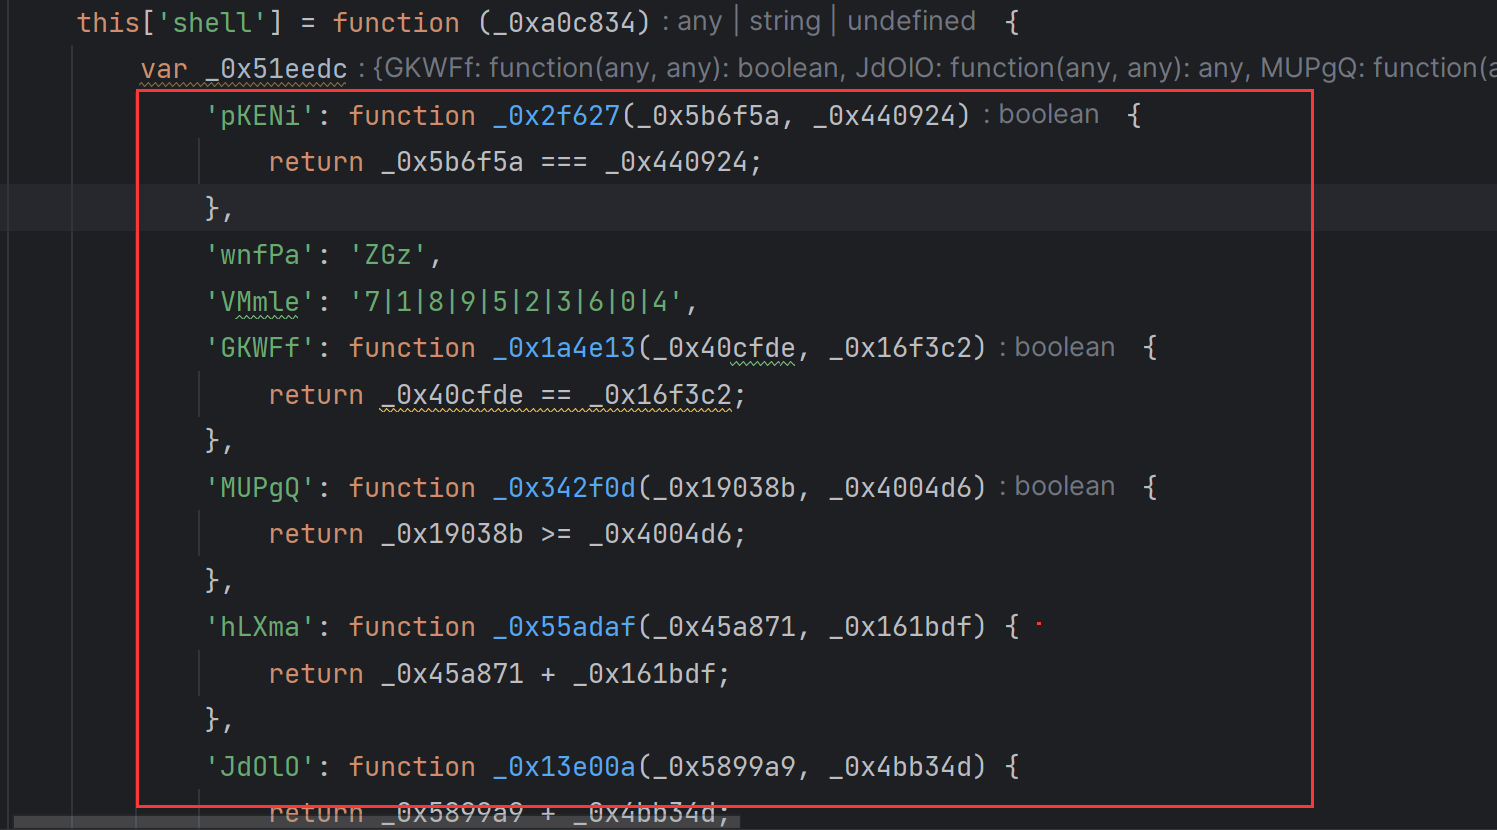 this['shell'] = function (_0xa0c834) : any | string | undefined {
var _0x51eedc : {GKWFf: function(any, any): boolean, JdOlO: function(any, any): any, MUPgQ: function(a
'pKENi': function _0x2f627(_0x5b6f5a, _0x440924) : boolean {
return _0x5b6f5a === _0x440924;
},
'wnfPa': 'ZGz',
'VMmle': '7|1|8|9|5|2|3|6|0|4',
'GKWFf': function _0x1a4e13(_0x40cfde, _0x16f3c2) : boolean {
return _0x40cfde == _0x16f3c2;
},
'MUPgQ': function _0x342f0d(_0x19038b, _0x4004d6) : boolean {
return _0x19038b >= _0x4004d6;
},
'hLXma': function _0x55adaf(_0x45a871, _0x161bdf) {
return _0x45a871 + _0x161bdf;
},
'JdOlO': function _0x13e00a(_0x5899a9, _0x4bb34d) {
return _0x5899a9 + _0x4bb34d;